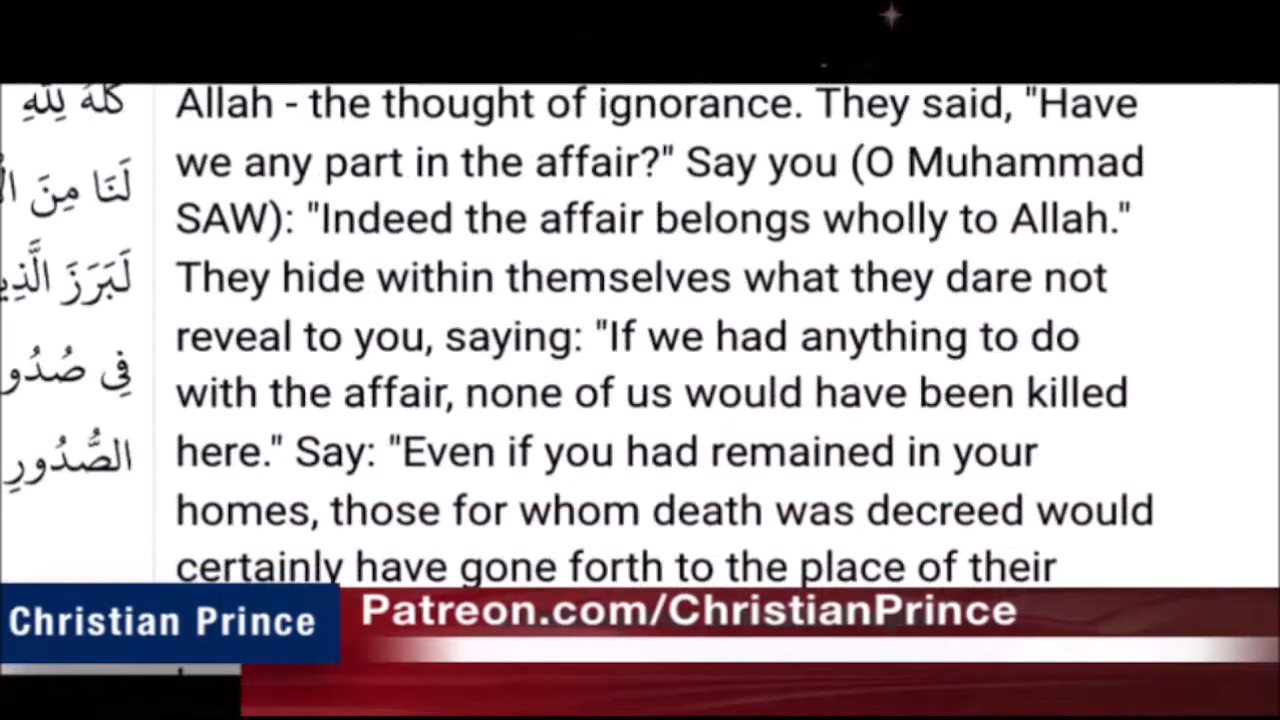 كُلَّهُ لِلَّهِ
لَنَا مِنَ
لَبَرَزَ
فِي
الصُّدُورِ
Allah - the thought of ignorance. They said, "Have
we any part in the affair?" Say you (O Muhammad
SAW): "Indeed the affair belongs wholly to Allah."
They hide within themselves what they dare not
reveal to you, saying: "If we had anything to do
with the affair, none of us would have been killed
here." Say: "Even if you had remained in your
homes, those for whom death was decreed would
certainly have gone forth to the place of their
Christian Prince
Patreon.com/ChristianPrince